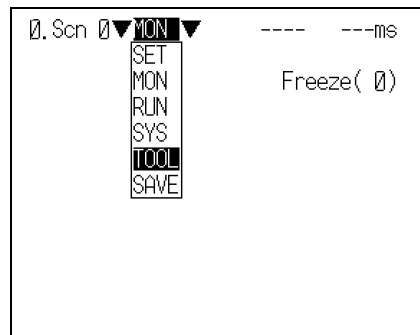 0.Scn 0▼MON ▼ ---- ---ms
SET
MON Freeze( 0)
RUN
SYS
TOOL
SAVE